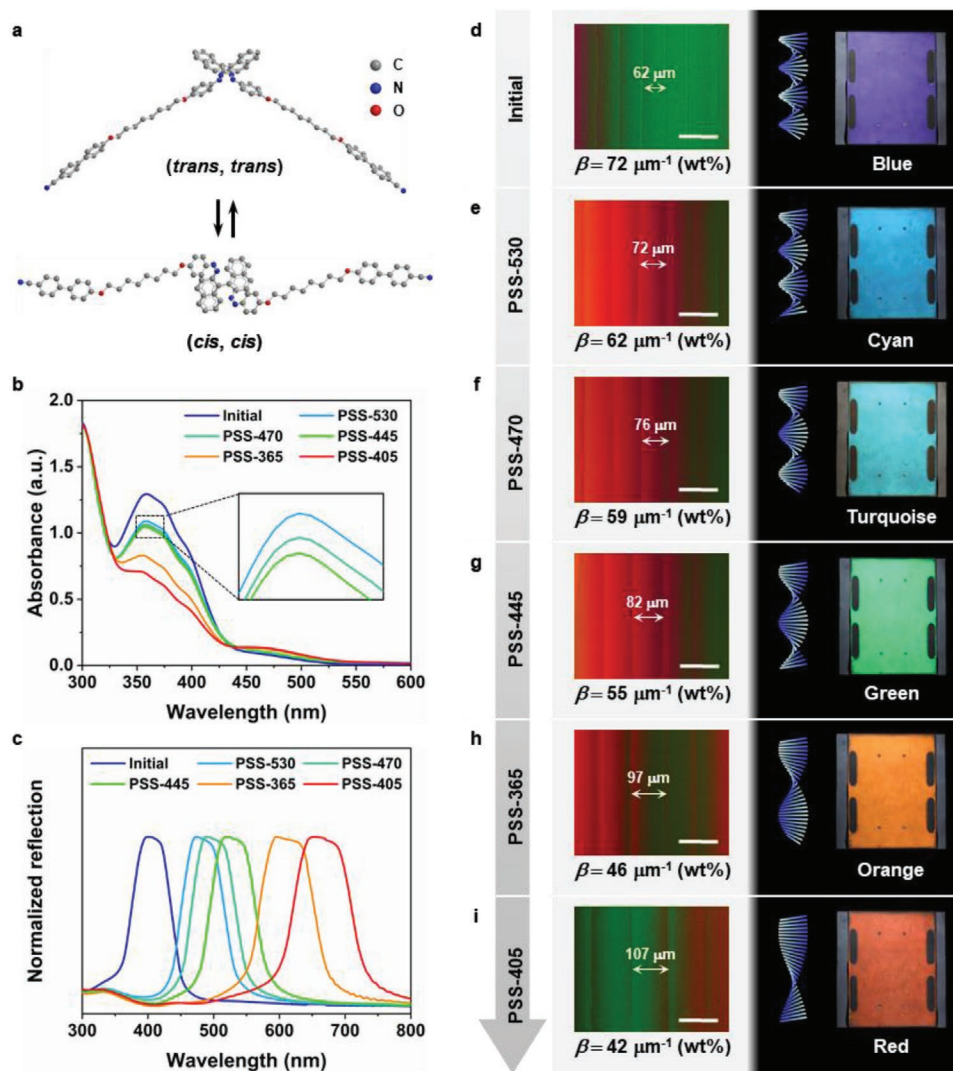 a
C
N
O
(trans, trans)
(cis, cis)
b
2.0
1.5
1.0
0.5
0.0
Absorbance (a.u.)
Initial
PSS-530
PSS-470
PSS-445
PSS-365
PSS-405
300
350
400
450
500
550
600
Wavelength (nm)
c
Normalized reflection
Initial
PSS-530
PSS-470
PSS-445
PSS-365
PSS-405
300
400
500
600
700
800
Wavelength (nm)
d
Initial
62 μm
β = 72 μm⁻¹ (wt%)
Blue
e
PSS-530
72 μm
β = 62 μm⁻¹ (wt%)
Cyan
f
PSS-470
76 μm
β = 59 μm⁻¹ (wt%)
Turquoise
g
PSS-445
82 μm
β = 55 μm⁻¹ (wt%)
Green
h
PSS-365
97 μm
β = 46 μm⁻¹ (wt%)
Orange
i
PSS-405
107 μm
β = 42 μm⁻¹ (wt%)
Red